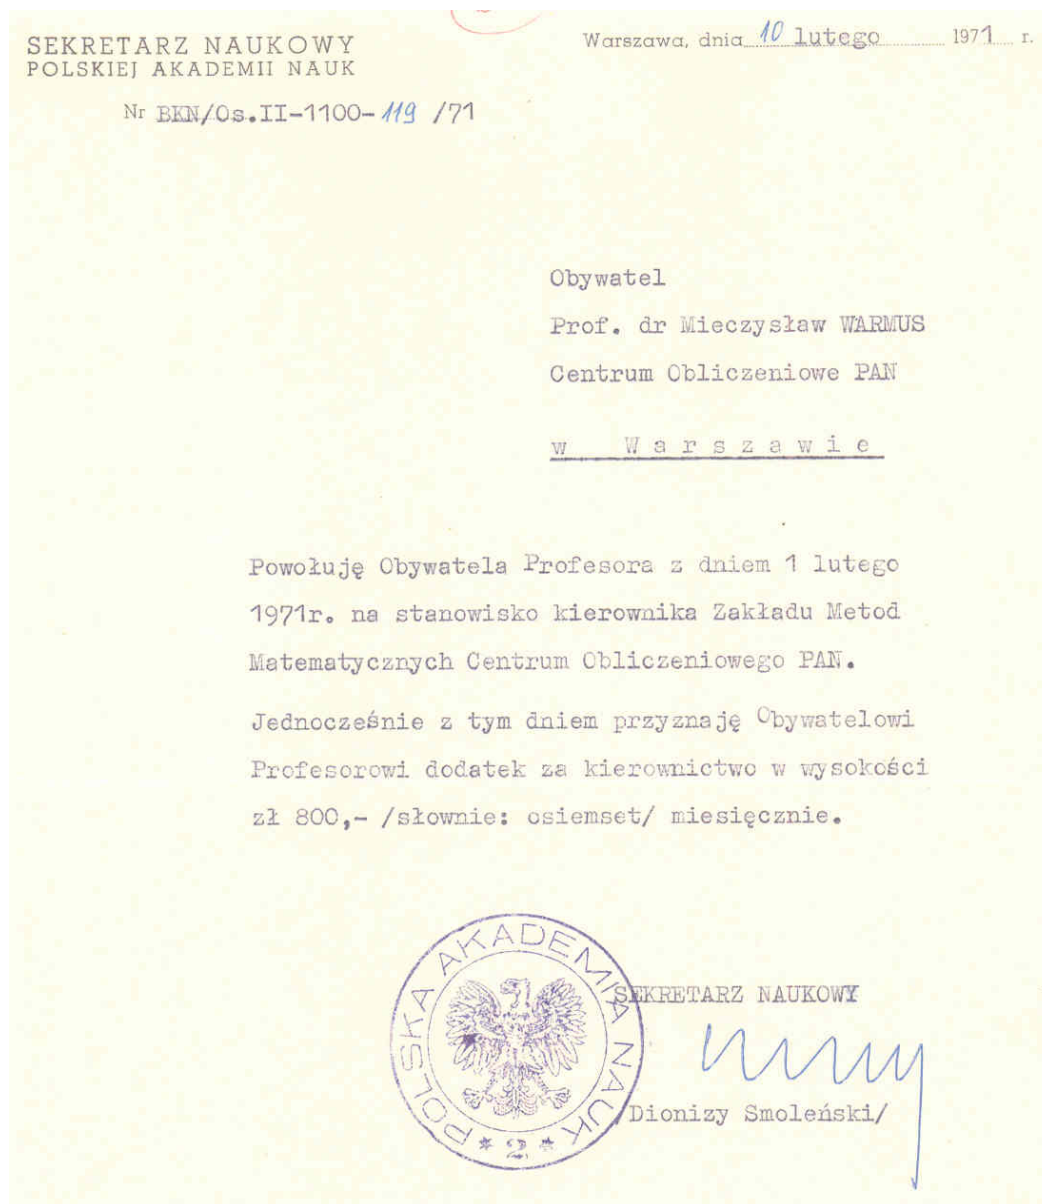 SEKRETARZ NAUKOWY
POLSKIEJ AKADEMII NAUK
Warszawa, dnia 10 lutego 1971 r.
Nr BKN/Os.II-1100-119 /71
Obywatel
Prof. dr Mieczysław WARMUS
Centrum Obliczeniowe PAN
w Warszawie
Powołuję Obywatela Profesora z dniem 1 lutego
1971r. na stanowisko kierownika Zakładu Metod
Matematycznych Centrum Obliczeniowego PAN.
Jednocześnie z tym dniem przyznaję Obywatelowi
Profesorowi dodatek za kierownictwo w wysokości
zł 800,- /słownie: osiemset/ miesięcznie.
POLSKA AKADEMIA NAUK
* 2 *
SEKRETARZ NAUKOWY
/Dionizy Smoleński/